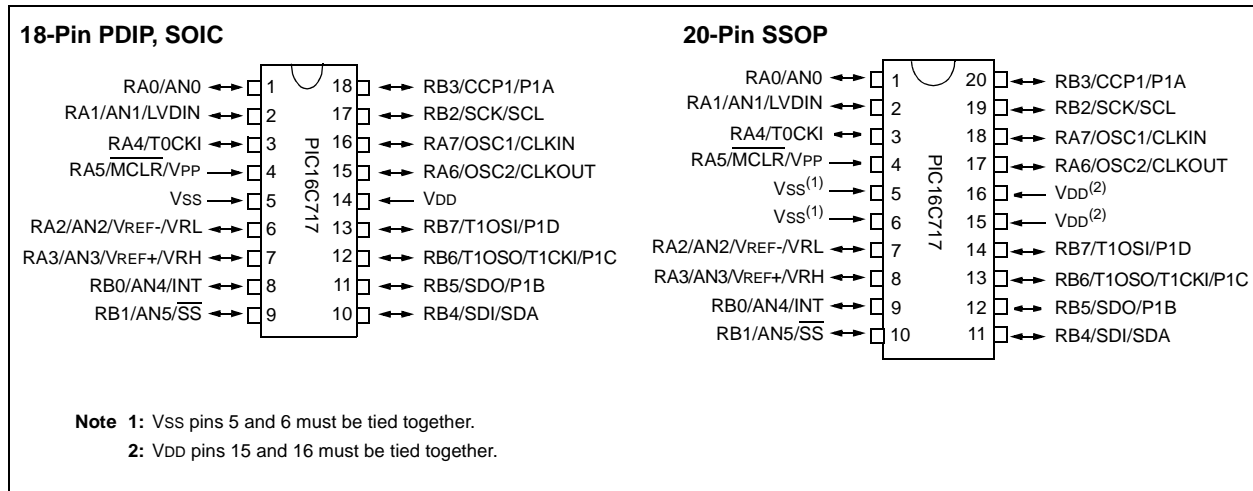 18-Pin PDIP, SOIC
RA0/AN0 1 18 RB3/CCP1/P1A
RA1/AN1/LVDIN 2 17 RB2/SCK/SCL
RA4/T0CKI 3 16 RA7/OSC1/CLKIN
RA5/MCLR/VPP 4 15 RA6/OSC2/CLKOUT
VSS 5 14 VDD
RA2/AN2/VREF-/VRL 6 13 RB7/T1OSI/P1D
RA3/AN3/VREF+/VRH 7 12 RB6/T1OSO/T1CKI/P1C
RB0/AN4/INT 8 11 RB5/SDO/P1B
RB1/AN5/SS 9 10 RB4/SDI/SDA
PIC16C717
20-Pin SSOP
RA0/AN0 1 20 RB3/CCP1/P1A
RA1/AN1/LVDIN 2 19 RB2/SCK/SCL
RA4/T0CKI 3 18 RA7/OSC1/CLKIN
RA5/MCLR/VPP 4 17 RA6/OSC2/CLKOUT
VSS(1) 5 16 VDD(2)
VSS(1) 6 15 VDD(2)
RA2/AN2/VREF-/VRL 7 14 RB7/T1OSI/P1D
RA3/AN3/VREF+/VRH 8 13 RB6/T1OSO/T1CKI/P1C
RB0/AN4/INT 9 12 RB5/SDO/P1B
RB1/AN5/SS 10 11 RB4/SDI/SDA
PIC16C717
Note 1: VSS pins 5 and 6 must be tied together.
2: VDD pins 15 and 16 must be tied together.